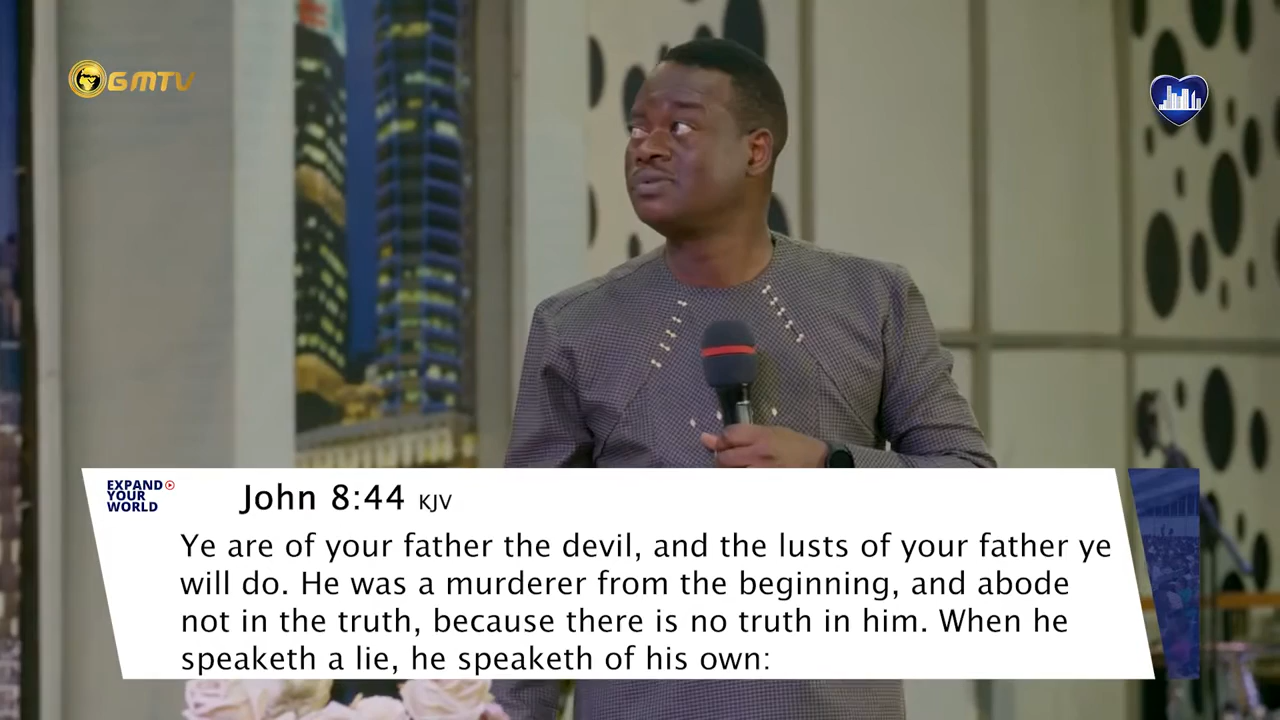 GMTV
EXPAND
YOUR
WORLD
John 8:44 KJV
Ye are of your father the devil, and the lusts of your father ye
will do. He was a murderer from the beginning, and abode
not in the truth, because there is no truth in him. When he
speaketh a lie, he speaketh of his own: